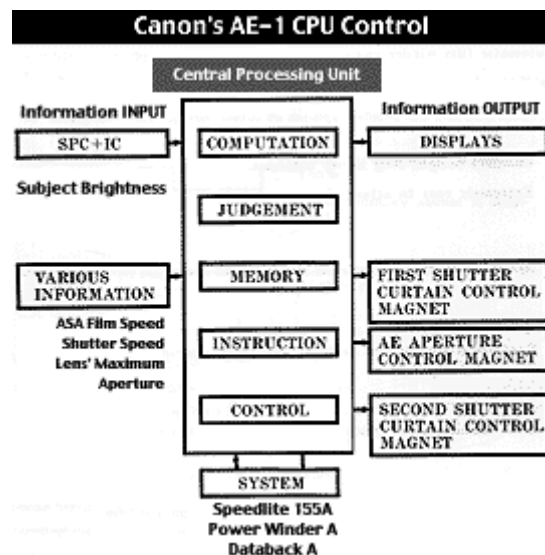 Canon's AE-1 CPU Control
Central Processing Unit
Information INPUT
Information OUTPUT
SPC+IC
COMPUTATION
DISPLAYS
Subject Brightness
JUDGEMENT
VARIOUS
INFORMATION
MEMORY
FIRST SHUTTER
CURTAIN CONTROL
MAGNET
ASA Film Speed
Shutter Speed
Lens' Maximum
Aperture
INSTRUCTION
AE APERTURE
CONTROL MAGNET
CONTROL
SECOND SHUTTER
CURTAIN CONTROL
MAGNET
SYSTEM
Speedlite 155A
Power Winder A
Databack A